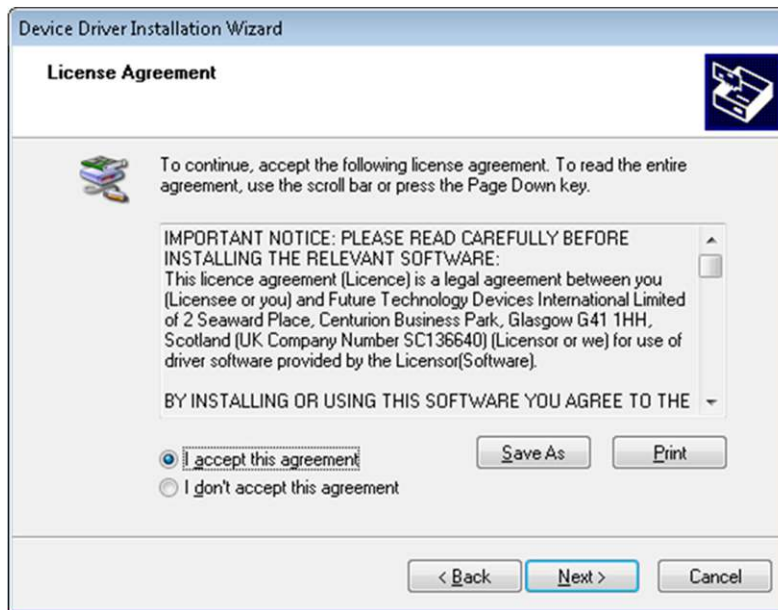 Device Driver Installation Wizard
License Agreement
To continue, accept the following license agreement. To read the entire
agreement, use the scroll bar or press the Page Down key.
IMPORTANT NOTICE: PLEASE READ CAREFULLY BEFORE
INSTALLING THE RELEVANT SOFTWARE:
This licence agreement (Licence) is a legal agreement between you
(Licensee or you) and Future Technology Devices International Limited
of 2 Seaward Place, Centurion Business Park, Glasgow G41 1HH,
Scotland (UK Company Number SC136640) (Licensor or we) for use of
driver software provided by the Licensor(Software).
BY INSTALLING OR USING THIS SOFTWARE YOU AGREE TO THE
I accept this agreement
Save As
Print
I don't accept this agreement
< Back
Next >
Cancel